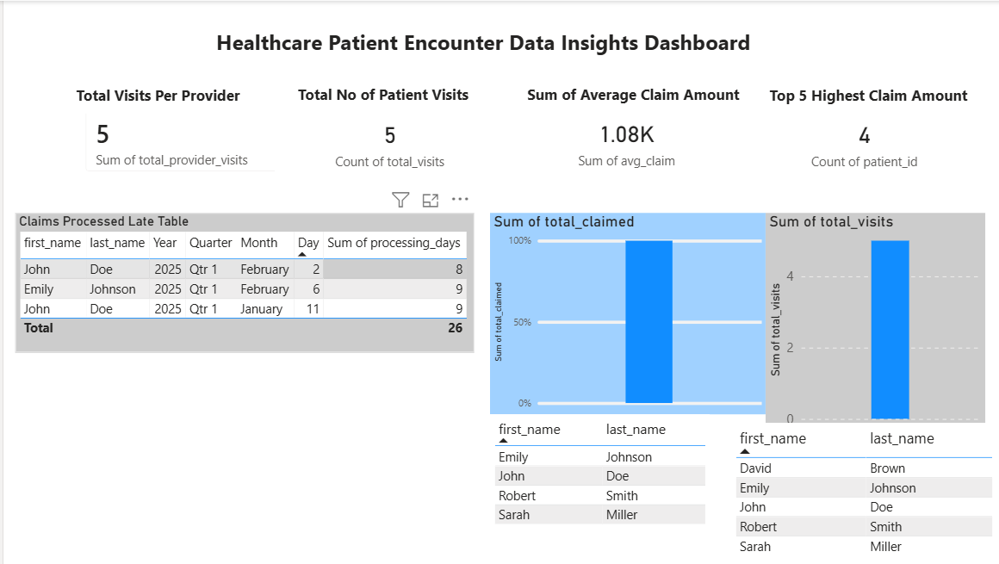 Healthcare Patient Encounter Data Insights Dashboard
Total Visits Per Provider
5
Sum of total_provider_visits
Total No of Patient Visits
5
Count of total_visits
Sum of Average Claim Amount
1.08K
Sum of avg_claim
Top 5 Highest Claim Amount
4
Count of patient_id
Claims Processed Late Table
first_name last_name Year Quarter Month Day Sum of processing_days
John Doe 2025 Qtr 1 February 2 8
Emily Johnson 2025 Qtr 1 February 6 9
John Doe 2025 Qtr 1 January 11 9
Total 26
Sum of total_claimed
Sum of total_claimed
100%
50%
0%
first_name last_name
Emily Johnson
John Doe
Robert Smith
Sarah Miller
Sum of total_visits
Sum of total_visits
4
2
0
first_name last_name
David Brown
Emily Johnson
John Doe
Robert Smith
Sarah Miller